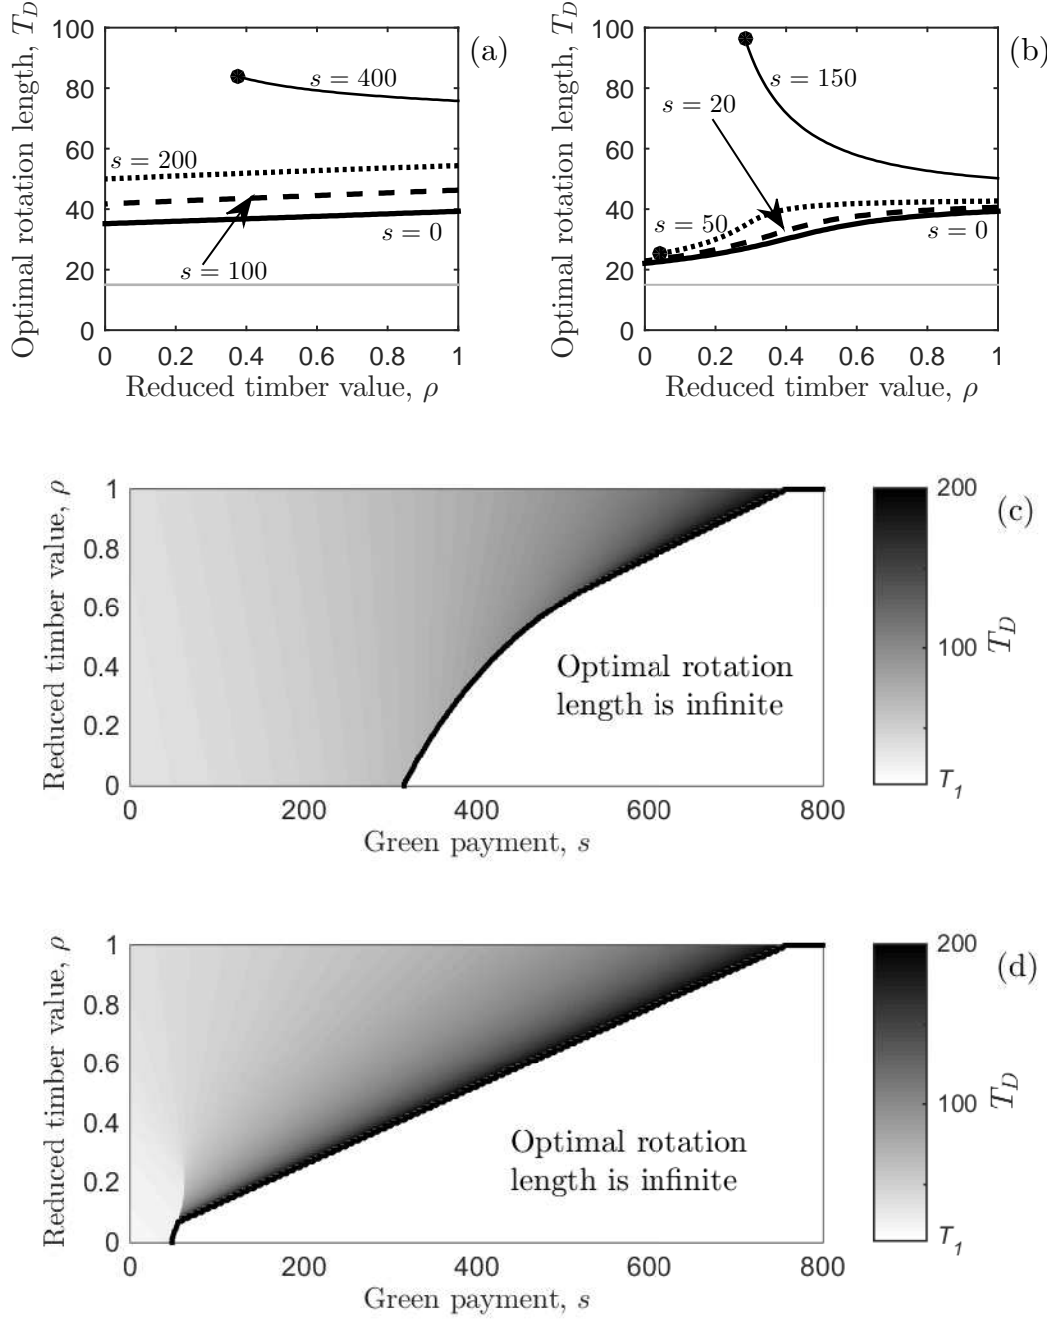 Optimal rotation length, T_D
100
80
60
40
20
0
0 0.2 0.4 0.6 0.8 1
Reduced timber value, ρ
(a)
s = 400
s = 200
s = 100
s = 0
Optimal rotation length, T_D
100
80
60
40
20
0
0 0.2 0.4 0.6 0.8 1
Reduced timber value, ρ
(b)
s = 150
s = 20
s = 50
s = 0
Reduced timber value, ρ
1
0.8
0.6
0.4
0.2
0
0 200 400 600 800
Green payment, s
Optimal rotation
length is infinite
200
100
T_1
T_D
(c)
Reduced timber value, ρ
1
0.8
0.6
0.4
0.2
0
0 200 400 600 800
Green payment, s
Optimal rotation
length is infinite
200
100
T_1
T_D
(d)